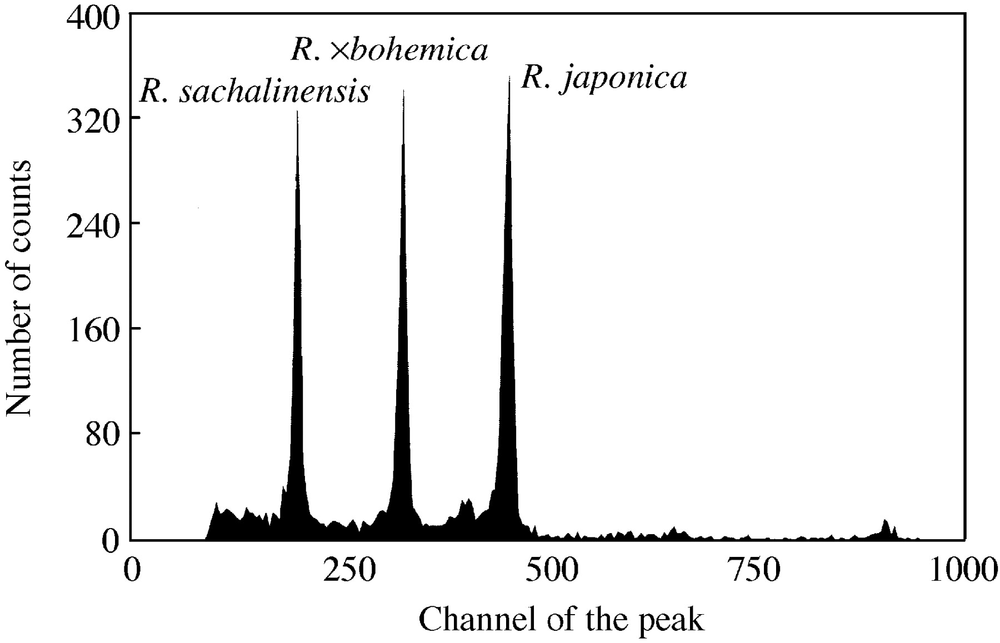 400
R. ×bohemica
R. japonica
R. sachalinensis
320
240
160
80
0
Number of counts
0 250 500 750 1000
Channel of the peak